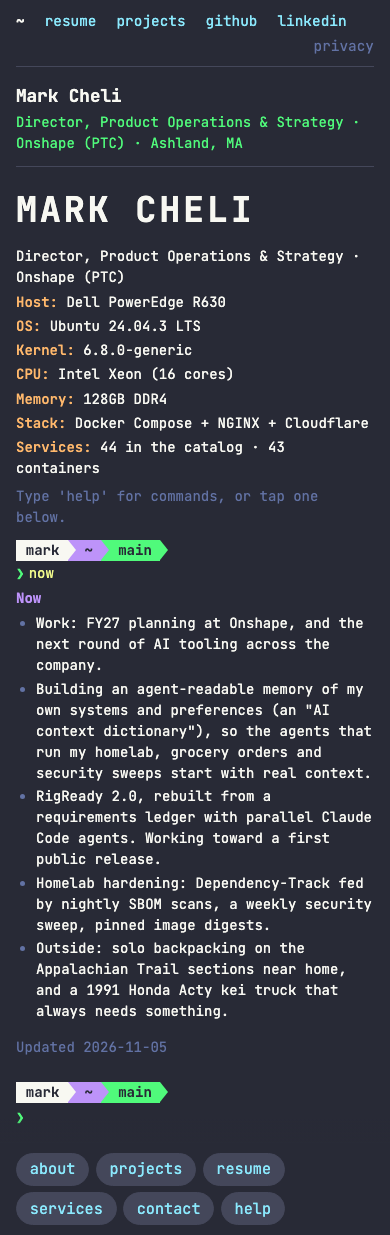 ~ resume projects github linkedin
privacy
Mark Cheli
Director, Product Operations & Strategy ·
Onshape (PTC) · Ashland, MA
MARK CHELI
Director, Product Operations & Strategy ·
Onshape (PTC)
Host: Dell PowerEdge R630
OS: Ubuntu 24.04.3 LTS
Kernel: 6.8.0-generic
CPU: Intel Xeon (16 cores)
Memory: 128GB DDR4
Stack: Docker Compose + NGINX + Cloudflare
Services: 44 in the catalog · 43
containers
Type 'help' for commands, or tap one
below.
mark ~ main
❯ now
Now
• Work: FY27 planning at Onshape, and the
next round of AI tooling across the
company.
• Building an agent-readable memory of my
own systems and preferences (an "AI
context dictionary"), so the agents that
run my homelab, grocery orders and
security sweeps start with real context.
• RigReady 2.0, rebuilt from a
requirements ledger with parallel Claude
Code agents. Working toward a first
public release.
• Homelab hardening: Dependency-Track fed
by nightly SBOM scans, a weekly security
sweep, pinned image digests.
• Outside: solo backpacking on the
Appalachian Trail sections near home,
and a 1991 Honda Acty kei truck that
always needs something.
Updated 2026-11-05
mark ~ main
❯
about projects resume
services contact help